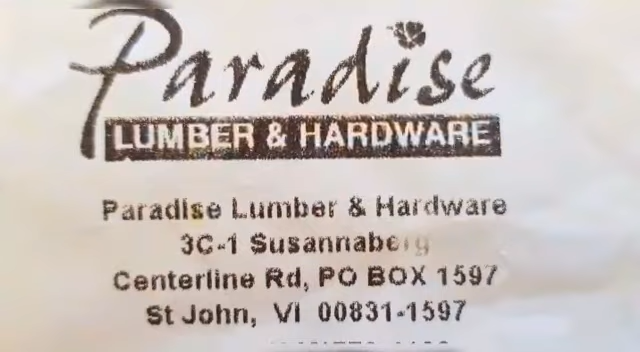 Paradise
LUMBER & HARDWARE
Paradise Lumber & Hardware
3C-1 Susannaberg
Centerline Rd, PO BOX 1597
St John, VI 00831-1597